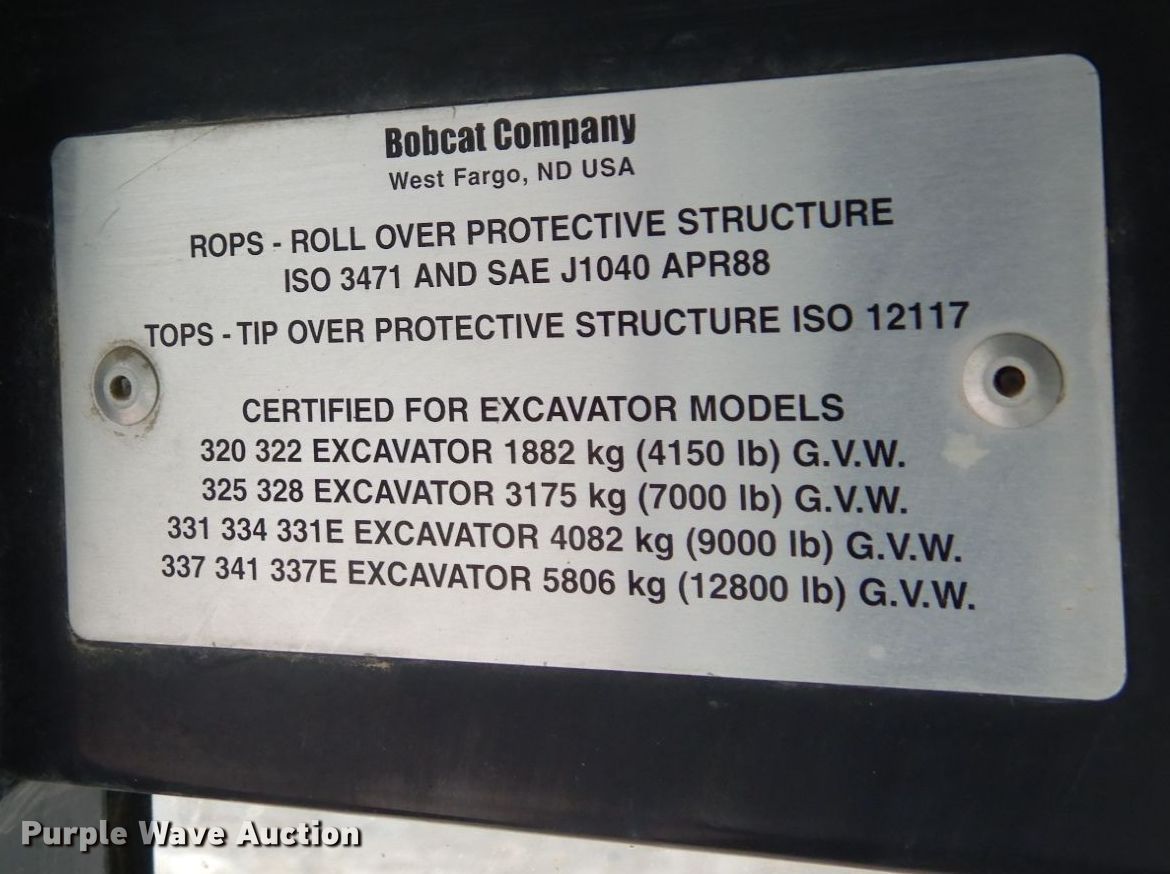 Bobcat Company
West Fargo, ND USA
ROPS - ROLL OVER PROTECTIVE STRUCTURE
ISO 3471 AND SAE J1040 APR88
TOPS - TIP OVER PROTECTIVE STRUCTURE ISO 12117
CERTIFIED FOR EXCAVATOR MODELS
320 322 EXCAVATOR 1882 kg (4150 lb) G.V.W.
325 328 EXCAVATOR 3175 kg (7000 lb) G.V.W.
331 334 331E EXCAVATOR 4082 kg (9000 lb) G.V.W.
337 341 337E EXCAVATOR 5806 kg (12800 lb) G.V.W.
Purple Wave Auction